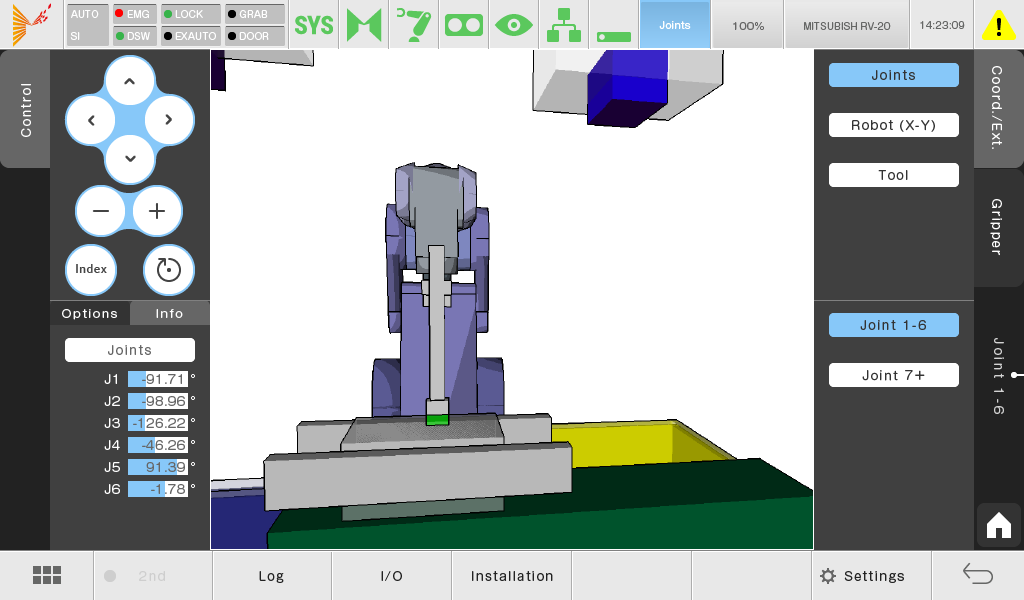 AUTO
SI
EMG
DSW
LOCK
EXAUTO
GRAB
DOOR
SYS
Joints
100%
MITSUBISH RV-20
14:23:09
Control
Index
Options
Info
Joints
J1 -91.71 °
J2 -98.96 °
J3 -126.22 °
J4 -46.26 °
J5 91.39 °
J6 -1.78 °
Joints
Robot (X-Y)
Tool
Joint 1-6
Joint 7+
Coord./Ext.
Gripper
Joint 1-6
2nd
Log
I/O
Installation
Settings